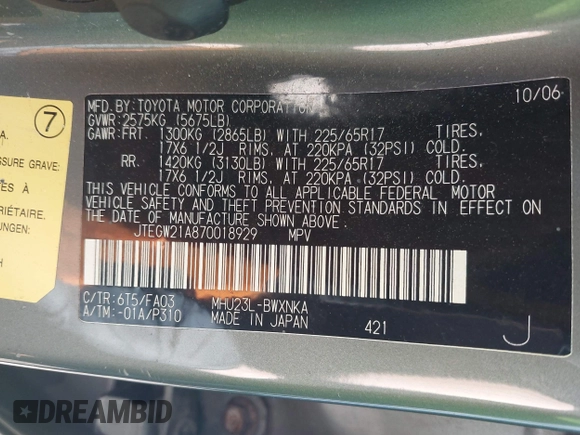 MFD. BY: TOYOTA MOTOR CORPORATION 10/06
GVWR: 2575KG (5675LB)
GAWR: FRT. 1300KG (2865LB) WITH 225/65R17 TIRES,
17X6 1/2J RIMS, AT 220KPA (32PSI) COLD.
RR. 1420KG (3130LB) WITH 225/65R17 TIRES,
17X6 1/2J RIMS, AT 220KPA (32PSI) COLD.
THIS VEHICLE CONFORMS TO ALL APPLICABLE FEDERAL MOTOR
VEHICLE SAFETY AND THEFT PREVENTION STANDARDS IN EFFECT ON
THE DATE OF MANUFACTURE SHOWN ABOVE.
JTEGW21A870018929 MPV
C/TR: 6T5/FA03 MHU23L-BWXNKA
A/TM: -01A/P310 MADE IN JAPAN 421 J
7
A.
SSURE GRAVE:
ÉES À
RIÉTAIRE,
UNGEN:
H
DREAMBID